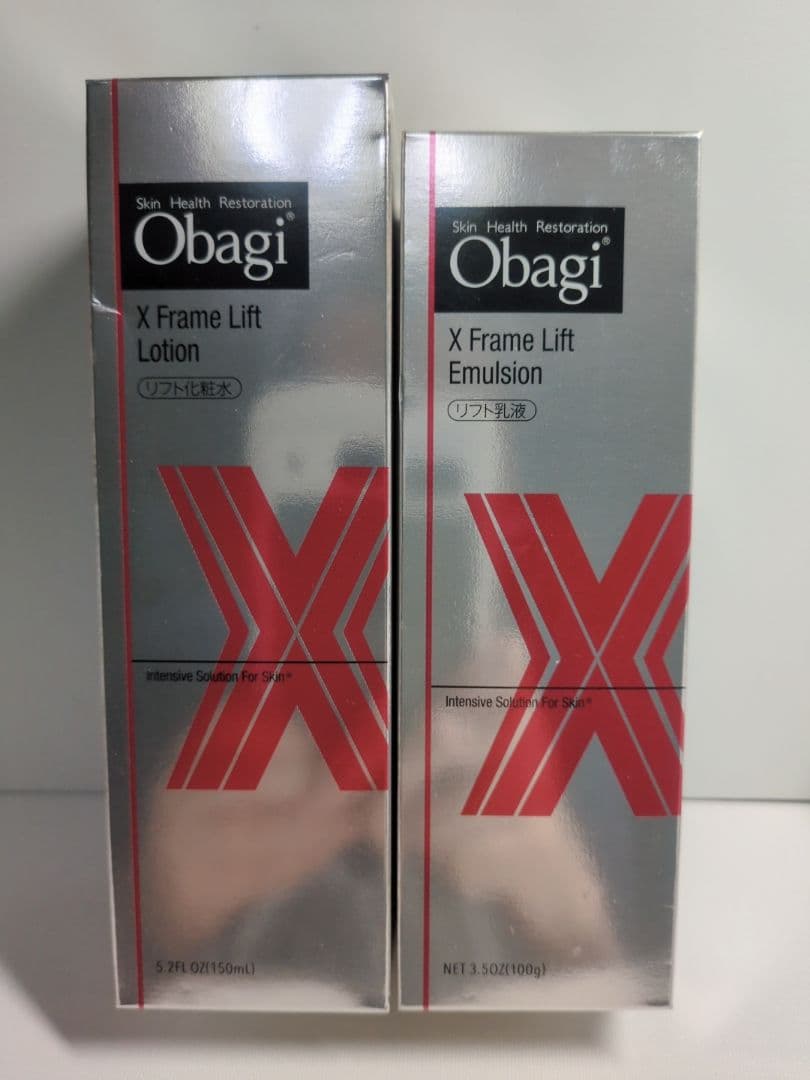 Skin Health Restoration
Obagi®
X Frame Lift
Lotion
リフト化粧水
X
Intensive Solution For Skin®
5.2FL OZ(150mL)
Skin Health Restoration
Obagi®
X Frame Lift
Emulsion
リフト乳液
X
Intensive Solution For Skin®
NET 3.5OZ(100g)